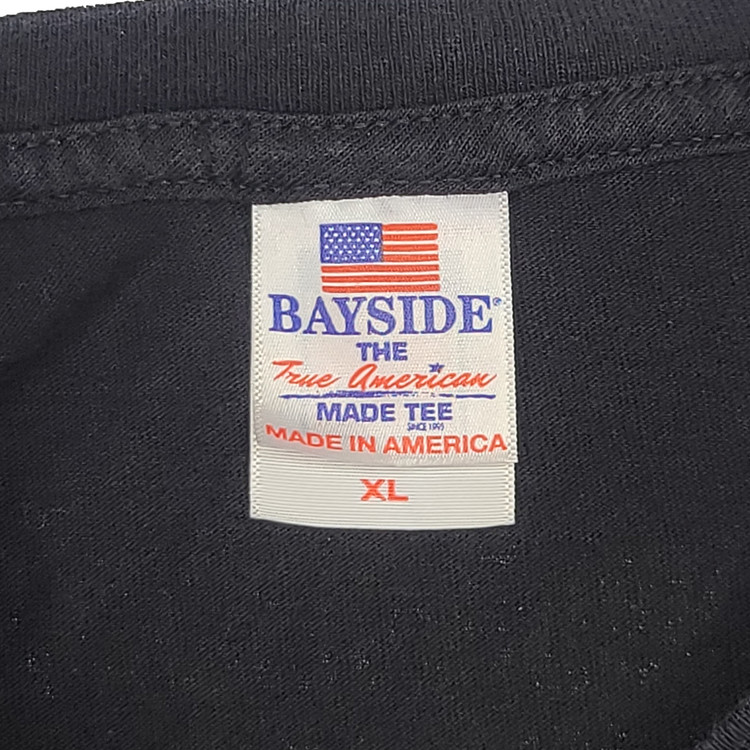 BAYSIDE®
THE
True American
MADE TEE
SINCE 1995
MADE IN AMERICA
XL